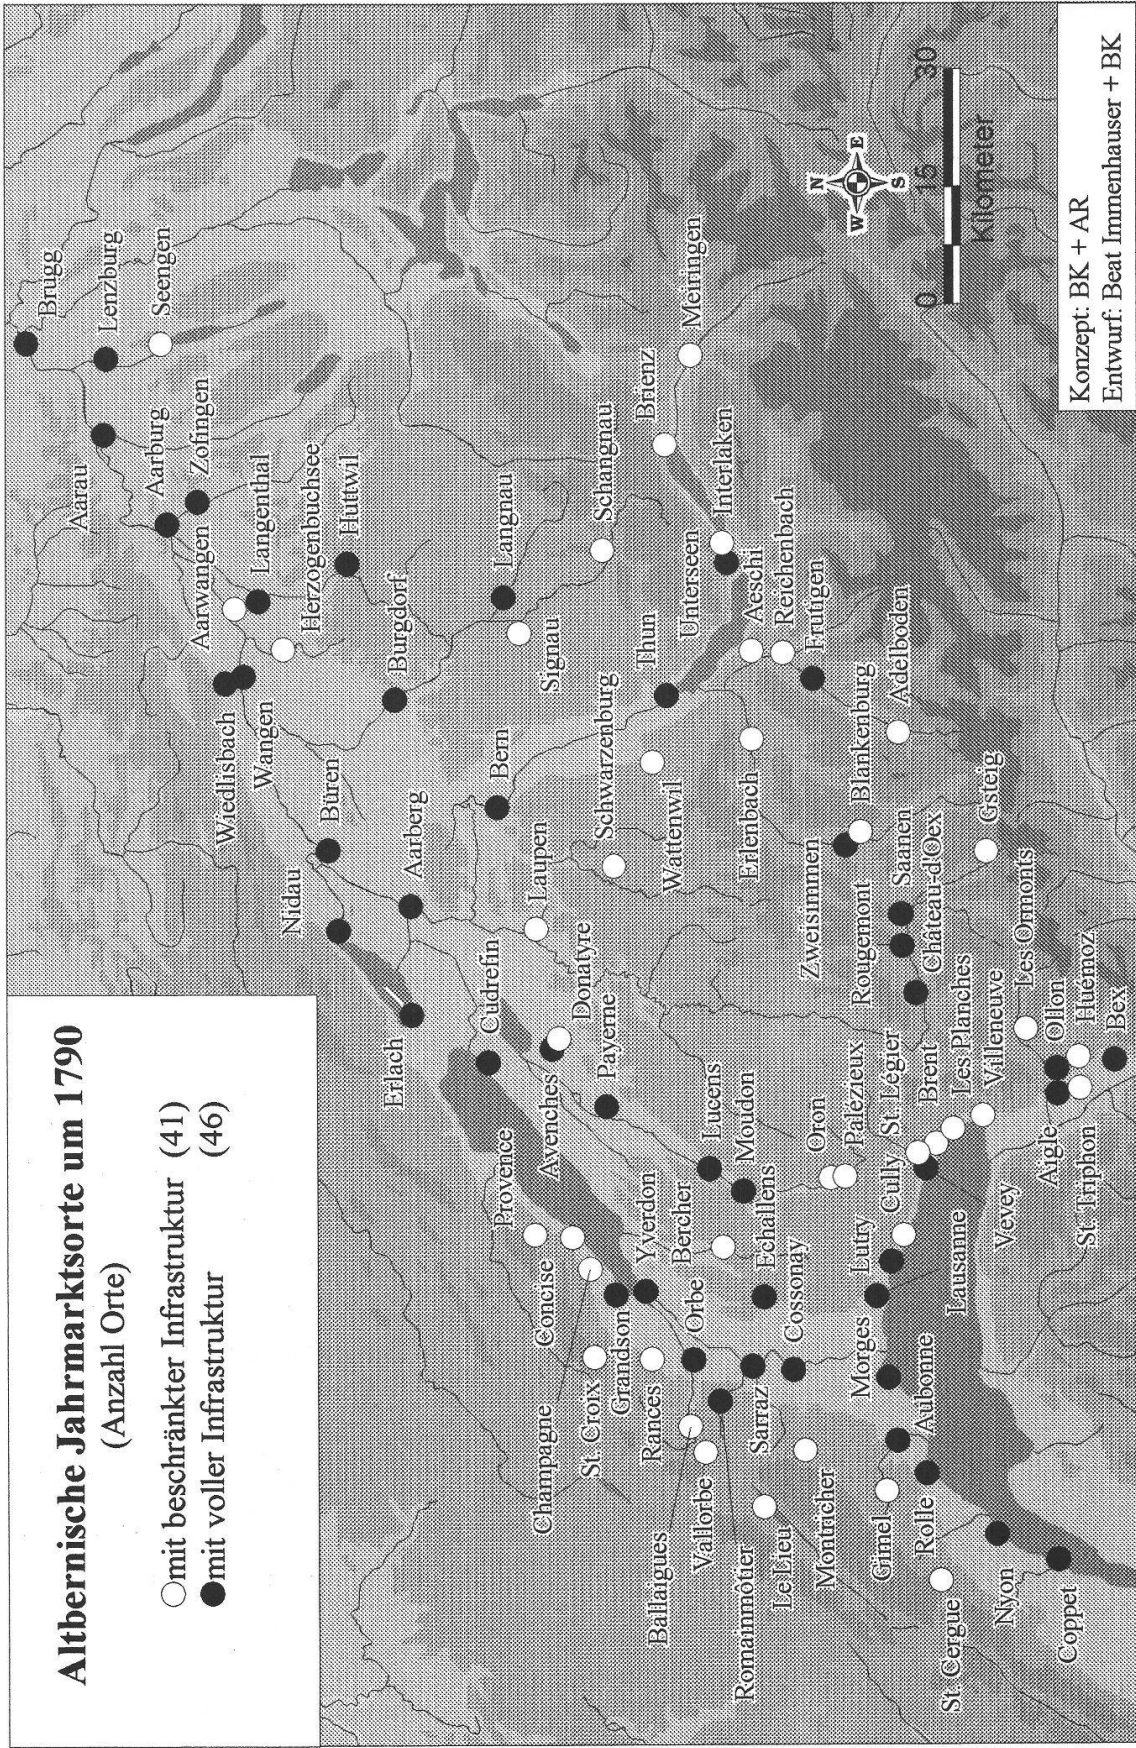 Altbernische Jahrmarktsorte um 1790
(Anzahl Orte)
mit beschränkter Infrastruktur (41)
mit voller Infrastruktur (46)
Brugg
Lenzburg
Seengen
Aarau
Aarburg
Zofingen
Aarwangen
Langenthal
Herzogenbuchsee
Huttwil
Wiedlisbach
Wangen
Burgdorf
Büren
Nidau
Aarberg
Bern
Langnau
Signau
Schangnau
Erlach
Cudrefin
Laupen
Schwarzenburg
Wattenwil
Thun
Unterseen
Interlaken
Brienz
Meiringen
Aeschi
Reichenbach
Frutigen
Erlenbach
Adelboden
Blankenburg
Zweisimmen
Saanen
Gsteig
Rougemont
Château-d'Oex
Avenches
Donatyre
Payerne
Provence
Concise
Champagne
St. Croix
Grandson
Yverdon
Lucens
Moudon
Bercher
Echallens
Orbe
Rances
Ballaigues
Vallorbe
Romainmôtier
Sarraz
Cossonay
Le Lieu
Montricher
Oron
Palézieux
St. Légier
Brent
Les Planches
Villeneuve
Les Ormonts
Cully
Lutry
Lausanne
Vevey
Morges
Aubonne
Gimel
Rolle
St. Cergue
Nyon
Coppet
Aigle
Ollon
Huémoz
St. Triphon
Bex
N
W
E
S
0 15 30
Kilometer
Konzept: BK + AR
Entwurf: Beat Immenhauser + BK